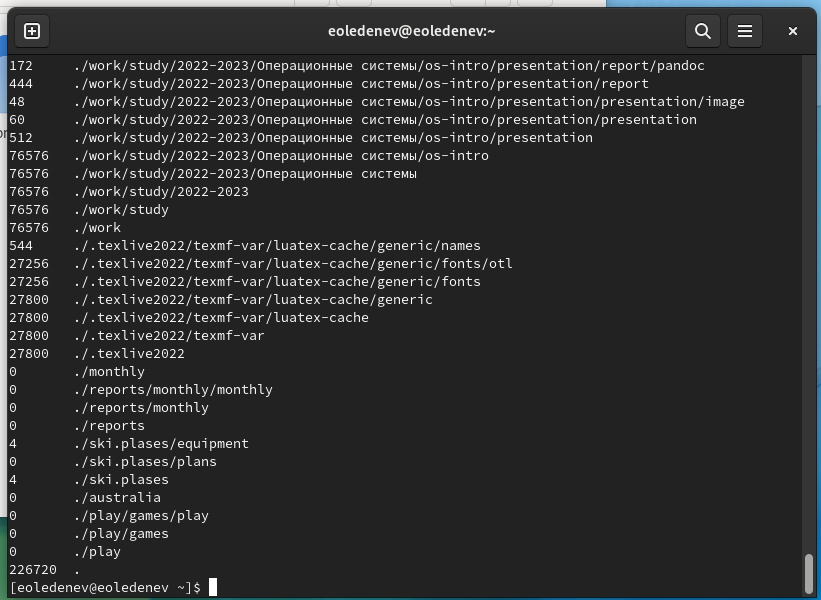 eoledenev@eoledenev:~
172 ./work/study/2022-2023/Операционные системы/os-intro/presentation/report/pandoc
444 ./work/study/2022-2023/Операционные системы/os-intro/presentation/report
48 ./work/study/2022-2023/Операционные системы/os-intro/presentation/presentation/image
60 ./work/study/2022-2023/Операционные системы/os-intro/presentation/presentation
512 ./work/study/2022-2023/Операционные системы/os-intro/presentation
76576 ./work/study/2022-2023/Операционные системы/os-intro
76576 ./work/study/2022-2023/Операционные системы
76576 ./work/study/2022-2023
76576 ./work/study
76576 ./work
544 ./.texlive2022/texmf-var/luatex-cache/generic/names
27256 ./.texlive2022/texmf-var/luatex-cache/generic/fonts/otl
27256 ./.texlive2022/texmf-var/luatex-cache/generic/fonts
27800 ./.texlive2022/texmf-var/luatex-cache/generic
27800 ./.texlive2022/texmf-var/luatex-cache
27800 ./.texlive2022/texmf-var
27800 ./.texlive2022
0 ./monthly
0 ./reports/monthly/monthly
0 ./reports/monthly
0 ./reports
4 ./ski.plases/equipment
0 ./ski.plases/plans
4 ./ski.plases
0 ./australia
0 ./play/games/play
0 ./play/games
0 ./play
226720 .
[eoledenev@eoledenev ~]$